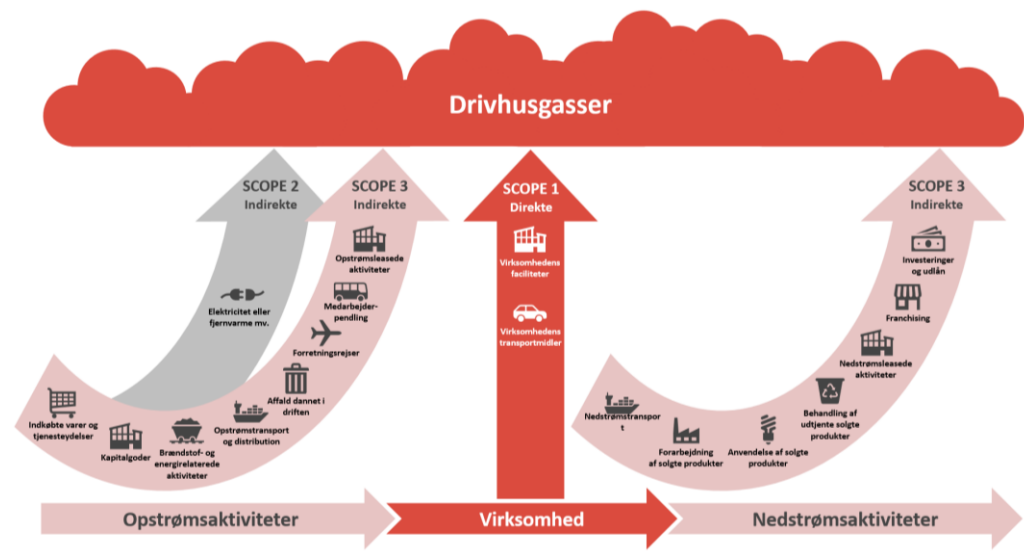 Drivhusgasser
SCOPE 2
Indirekte
Elektricitet eller
fjernvarme mv.
SCOPE 3
Indirekte
Opstrømsleasede
aktiviteter
Medarbejder-
pendling
Forretningsrejser
Affald dannet i
driften
Opstrømstransport
og distribution
Brændstof- og
energirelaterede
aktiviteter
Kapitalgoder
Indkøbte varer og
tjenesteydelser
SCOPE 1
Direkte
Virksomhedens
faciliteter
Virksomhedens
transportmidler
SCOPE 3
Indirekte
Investeringer
og udlån
Franchising
Nedstrømsleasede
aktiviteter
Behandling af
udtjente solgte
produkter
Anvendelse af solgte
produkter
Forarbejdning
af solgte produkter
Nedstrømstranspor
t
Opstrømsaktiviteter
Virksomhed
Nedstrømsaktiviteter